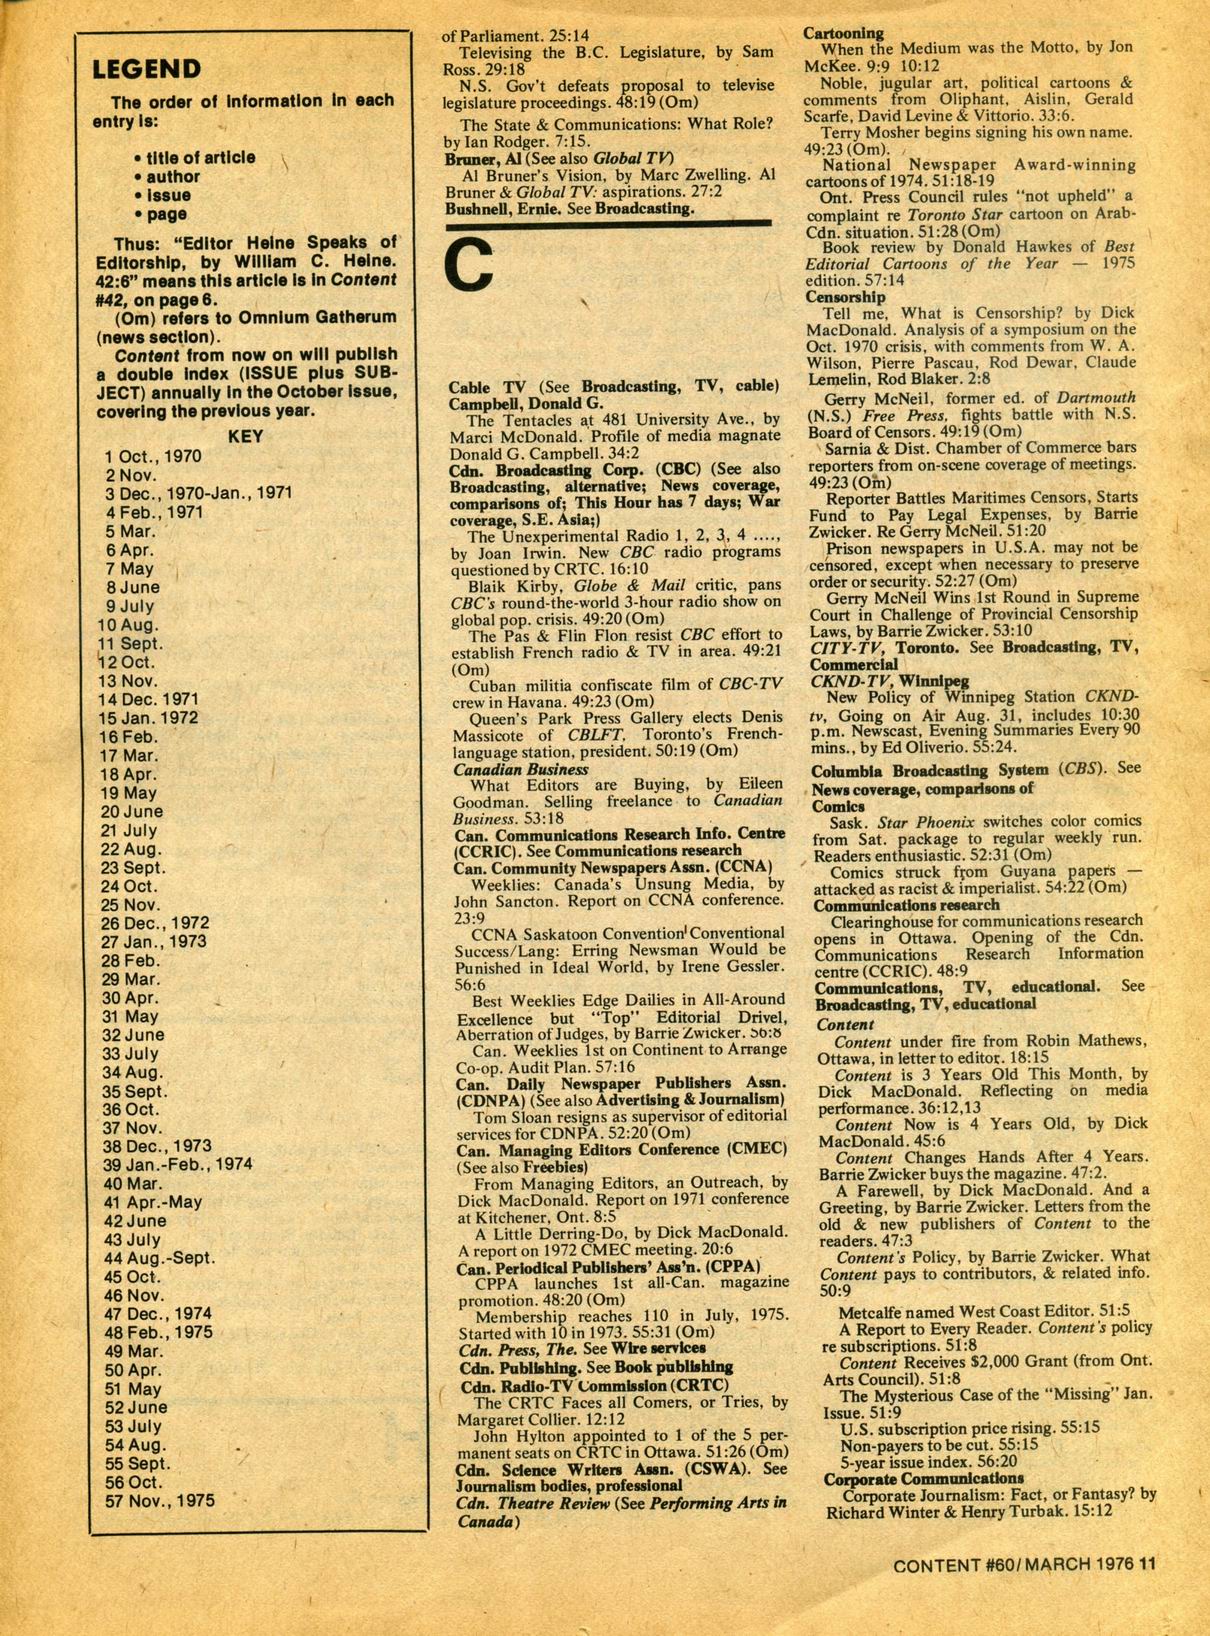 LEGEND
The order of information in each
entry is:
• title of article
• author
• issue
• page
Thus: “Editor Heine Speaks of
Editorship, by William C. Heine.
42:6” means this article is in Content
#42, on page 6.
(Om) refers to Omnium Gatherum
(news section).
Content from now on will publish
a double index (ISSUE plus SUB-
JECT) annually in the October issue,
covering the previous year.
KEY
1 Oct., 1970
2 Nov.
3 Dec., 1970-Jan., 1971
4 Feb., 1971
5 Mar.
6 Apr.
7 May
8 June
9 July
10 Aug.
11 Sept.
12 Oct.
13 Nov.
14 Dec. 1971
15 Jan. 1972
16 Feb.
17 Mar.
18 Apr.
19 May
20 June
21 July
22 Aug.
23 Sept.
24 Oct.
25 Nov.
26 Dec., 1972
27 Jan., 1973
28 Feb.
29 Mar.
30 Apr.
31 May
32 June
33 July
34 Aug.
35 Sept.
36 Oct.
37 Nov.
38 Dec., 1973
39 Jan.-Feb., 1974
40 Mar.
41 Apr.-May
42 June
43 July
44 Aug.-Sept.
45 Oct.
46 Nov.
47 Dec., 1974
48 Feb., 1975
49 Mar.
50 Apr.
51 May
52 June
53 July
54 Aug.
55 Sept.
56 Oct.
57 Nov., 1975
of Parliament. 25:14
Televising the B.C. Legislature, by Sam
Ross. 29:18
N.S. Gov't defeats proposal to televise
legislature proceedings. 48:19 (Om)
The State & Communications: What Role?
by Ian Rodger. 7:15.
Bruner, Al (See also Global TV)
Al Bruner's Vision, by Marc Zwelling. Al
Bruner & Global TV: aspirations. 27:2
Bushnell, Ernie. See Broadcasting.
C
Cable TV (See Broadcasting, TV, cable)
Campbell, Donald G.
The Tentacles at 481 University Ave., by
Marci McDonald. Profile of media magnate
Donald G. Campbell. 34:2
Cdn. Broadcasting Corp. (CBC) (See also
Broadcasting, alternative; News coverage,
comparisons of; This Hour has 7 days; War
coverage, S.E. Asia;)
The Unexperimental Radio 1, 2, 3, 4 ....,
by Joan Irwin. New CBC radio programs
questioned by CRTC. 16:10
Blaik Kirby, Globe & Mail critic, pans
CBC's round-the-world 3-hour radio show on
global pop. crisis. 49:20 (Om)
The Pas & Flin Flon resist CBC effort to
establish French radio & TV in area. 49:21
(Om)
Cuban militia confiscate film of CBC-TV
crew in Havana. 49:23 (Om)
Queen's Park Press Gallery elects Denis
Massicote of CBLFT, Toronto's French-
language station, president. 50:19 (Om)
Canadian Business
What Editors are Buying, by Eileen
Goodman. Selling freelance to Canadian
Business. 53:18
Can. Communications Research Info. Centre
(CCRIC). See Communications research
Can. Community Newspapers Assn. (CCNA)
Weeklies: Canada's Unsung Media, by
John Sancton. Report on CCNA conference.
23:9
CCNA Saskatoon Convention Conventional
Success/Lang: Erring Newsman Would be
Punished in Ideal World, by Irene Gessler.
56:6
Best Weeklies Edge Dailies in All-Around
Excellence but “Top” Editorial Drivel,
Aberration of Judges, by Barrie Zwicker. 56:8
Can. Weeklies 1st on Continent to Arrange
Co-op. Audit Plan. 57:16
Can. Daily Newspaper Publishers Assn.
(CDNPA) (See also Advertising & Journalism)
Tom Sloan resigns as supervisor of editorial
services for CDNPA. 52:20 (Om)
Can. Managing Editors Conference (CMEC)
(See also Freebies)
From Managing Editors, an Outreach, by
Dick MacDonald. Report on 1971 conference
at Kitchener, Ont. 8:5
A Little Derring-Do, by Dick MacDonald.
A report on 1972 CMEC meeting. 20:6
Can. Periodical Publishers' Ass'n. (CPPA)
CPPA launches 1st all-Can. magazine
promotion. 48:20 (Om)
Membership reaches 110 in July, 1975.
Started with 10 in 1973. 55:31 (Om)
Cdn. Press, The. See Wire services
Cdn. Publishing. See Book publishing
Cdn. Radio-TV Commission (CRTC)
The CRTC Faces all Comers, or Tries, by
Margaret Collier. 12:12
John Hylton appointed to 1 of the 5 per-
manent seats on CRTC in Ottawa. 51:26 (Om)
Cdn. Science Writers Assn. (CSWA). See
Journalism bodies, professional
Cdn. Theatre Review (See Performing Arts in
Canada)
Cartooning
When the Medium was the Motto, by Jon
McKee. 9:9 10:12
Noble, jugular art, political cartoons &
comments from Oliphant, Aislin, Gerald
Scarfe, David Levine & Vittorio. 33:6.
Terry Mosher begins signing his own name.
49:23 (Om).
National Newspaper Award-winning
cartoons of 1974. 51:18-19
Ont. Press Council rules “not upheld” a
complaint re Toronto Star cartoon on Arab-
Cdn. situation. 51:28 (Om)
Book review by Donald Hawkes of Best
Editorial Cartoons of the Year — 1975
edition. 57:14
Censorship
Tell me, What is Censorship? by Dick
MacDonald. Analysis of a symposium on the
Oct. 1970 crisis, with comments from W. A.
Wilson, Pierre Pascau, Rod Dewar, Claude
Lemelin, Rod Blaker. 2:8
Gerry McNeil, former ed. of Dartmouth
(N.S.) Free Press, fights battle with N.S.
Board of Censors. 49:19 (Om)
Sarnia & Dist. Chamber of Commerce bars
reporters from on-scene coverage of meetings.
49:23 (Om)
Reporter Battles Maritimes Censors, Starts
Fund to Pay Legal Expenses, by Barrie
Zwicker. Re Gerry McNeil. 51:20
Prison newspapers in U.S.A. may not be
censored, except when necessary to preserve
order or security. 52:27 (Om)
Gerry McNeil Wins 1st Round in Supreme
Court in Challenge of Provincial Censorship
Laws, by Barrie Zwicker. 53:10
CITY-TV, Toronto. See Broadcasting, TV,
Commercial
CKND-TV, Winnipeg
New Policy of Winnipeg Station CKND-
tv, Going on Air Aug. 31, includes 10:30
p.m. Newscast, Evening Summaries Every 90
mins., by Ed Oliverio. 55:24.
Columbia Broadcasting System (CBS). See
News coverage, comparisons of
Comics
Sask. Star Phoenix switches color comics
from Sat. package to regular weekly run.
Readers enthusiastic. 52:31 (Om)
Comics struck from Guyana papers —
attacked as racist & imperialist. 54:22 (Om)
Communications research
Clearinghouse for communications research
opens in Ottawa. Opening of the Cdn.
Communications Research Information
centre (CCRIC). 48:9
Communications, TV, educational. See
Broadcasting, TV, educational
Content
Content under fire from Robin Mathews,
Ottawa, in letter to editor. 18:15
Content is 3 Years Old This Month, by
Dick MacDonald. Reflecting on media
performance. 36:12,13
Content Now is 4 Years Old, by Dick
MacDonald. 45:6
Content Changes Hands After 4 Years.
Barrie Zwicker buys the magazine. 47:2.
A Farewell, by Dick MacDonald. And a
Greeting, by Barrie Zwicker. Letters from the
old & new publishers of Content to the
readers. 47:3
Content's Policy, by Barrie Zwicker. What
Content pays to contributors, & related info.
50:9
Metcalfe named West Coast Editor. 51:5
A Report to Every Reader. Content's policy
re subscriptions. 51:8
Content Receives $2,000 Grant (from Ont.
Arts Council). 51:8
The Mysterious Case of the “Missing” Jan.
Issue. 51:9
U.S. subscription price rising. 55:15
Non-payers to be cut. 55:15
5-year issue index. 56:20
Corporate Communications
Corporate Journalism: Fact, or Fantasy? by
Richard Winter & Henry Turbak. 15:12
CONTENT #60/ MARCH 1976 11